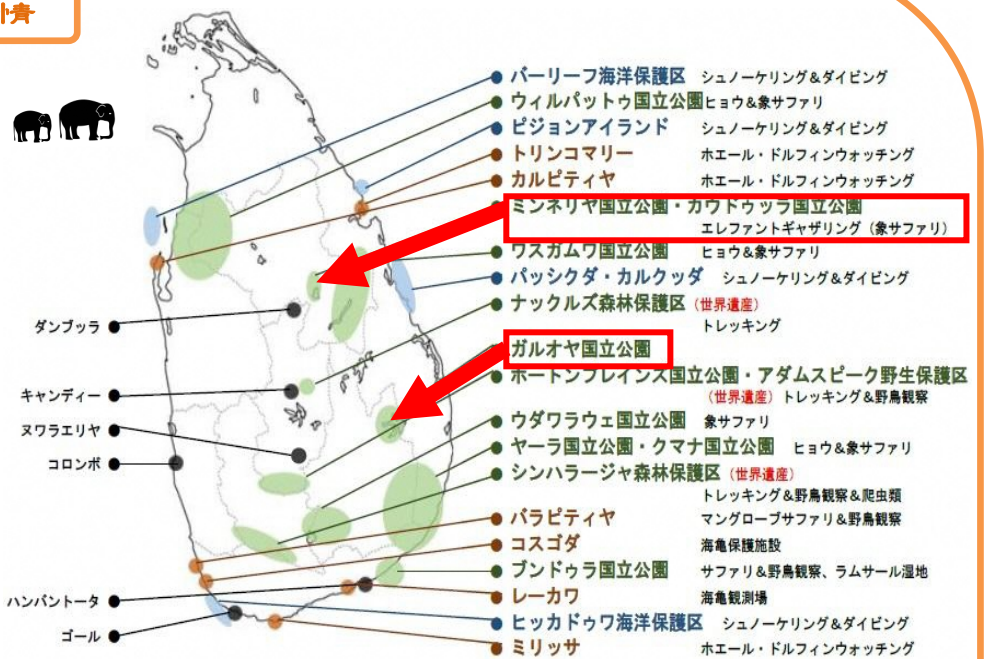 バーリーフ海洋保護区 シュノーケリング＆ダイビング
ウィルパットゥ国立公園 ヒョウ&象サファリ
ピジョンアイランド シュノーケリング＆ダイビング
トリンコマリー ホエール・ドルフィンウォッチング
カルピティヤ ホエール・ドルフィンウォッチング
ミンネリヤ国立公園・カウドゥッラ国立公園
エレファントギャザリング（象サファリ）
ワスガムワ国立公園 ヒョウ&象サファリ
パッシクダ・カルクッダ シュノーケリング＆ダイビング
ナックルズ森林保護区（世界遺産）
トレッキング
ガルオヤ国立公園
ホートンプレインズ国立公園・アダムスピーク野生保護区
（世界遺産）トレッキング&野鳥観察
ウダワラウェ国立公園 象サファリ
ヤーラ国立公園・クマナ国立公園 ヒョウ&象サファリ
シンハラージャ森林保護区（世界遺産）
トレッキング&野鳥観察&爬虫類
バラピティヤ マングローブサファリ&野鳥観察
コスゴダ 海亀保護施設
ブンドゥラ国立公園 サファリ&野鳥観察、ラムサール湿地
レーカワ 海亀観測場
ヒッカドゥワ海洋保護区 シュノーケリング＆ダイビング
ミリッサ ホエール・ドルフィンウォッチング
ダンブッラ
キャンディー
ヌワラエリヤ
コロンボ
ハンバントータ
ゴール